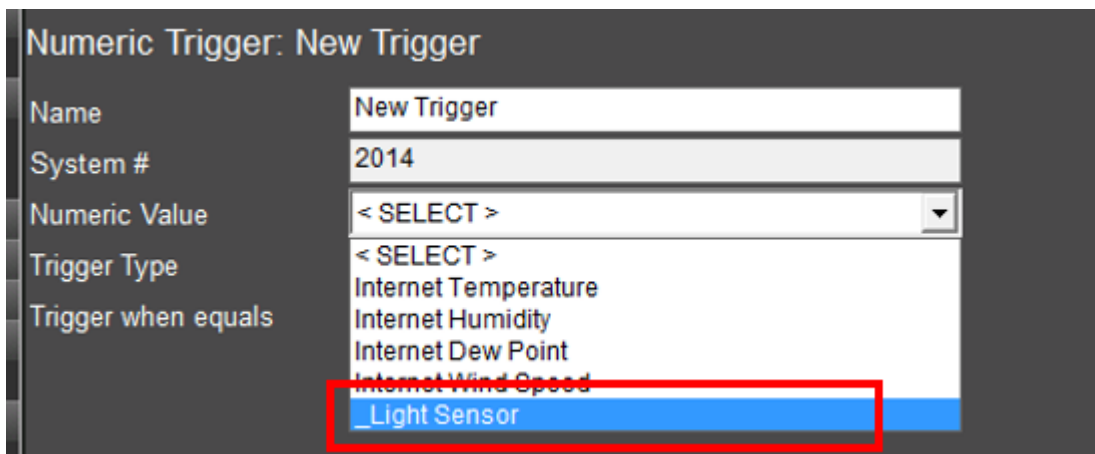 Numeric Trigger: New Trigger
Name New Trigger
System # 2014
Numeric Value < SELECT >
< SELECT >
Trigger Type
Internet Temperature
Trigger when equals
Internet Humidity
Internet Dew Point
Internet Wind Speed
_Light Sensor